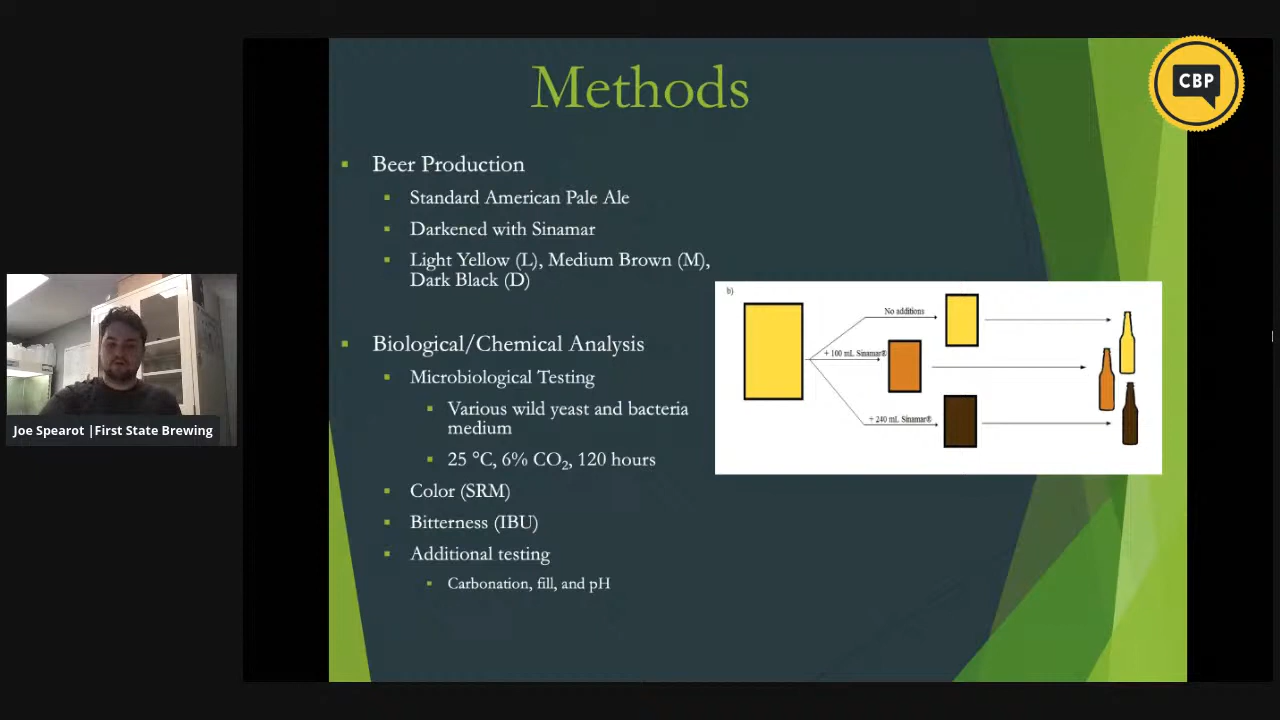 Methods
CBP
Beer Production
Standard American Pale Ale
Darkened with Sinamar
Light Yellow (L), Medium Brown (M),
Dark Black (D)
Biological/Chemical Analysis
Microbiological Testing
Various wild yeast and bacteria
medium
25 °C, 6% CO₂, 120 hours
Color (SRM)
Bitterness (IBU)
Additional testing
Carbonation, fill, and pH
b)
No additions
+ 100 mL Sinamar®
+ 240 mL Sinamar®
Joe Spearot |First State Brewing